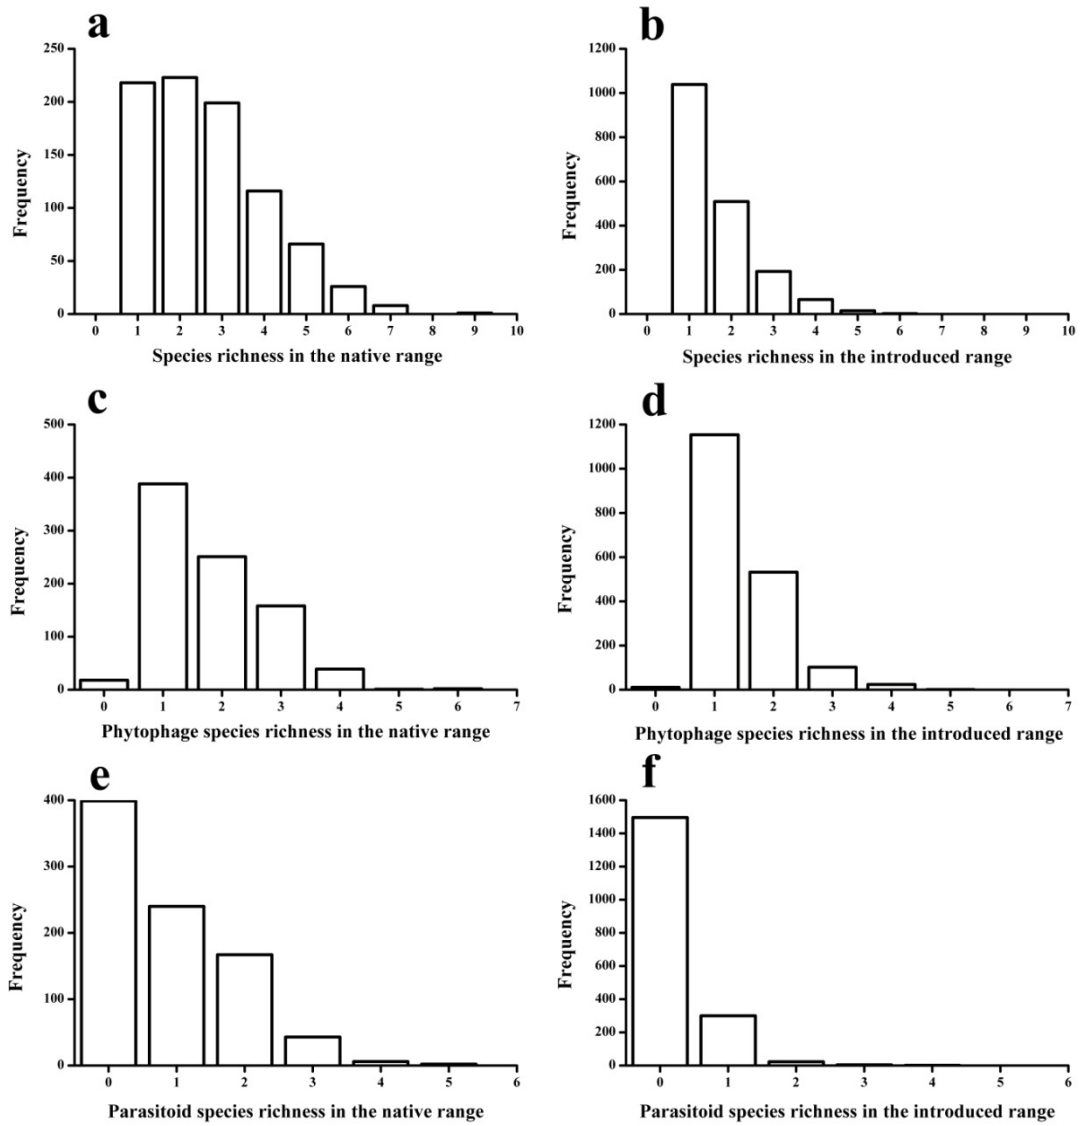 a
250
200
150
100
50
0
Frequency
0 1 2 3 4 5 6 7 8 9 10
Species richness in the native range
b
1200
1000
800
600
400
200
0
Frequency
0 1 2 3 4 5 6 7 8 9 10
Species richness in the introduced range
c
500
400
300
200
100
0
Frequency
0 1 2 3 4 5 6 7
Phytophage species richness in the native range
d
1200
1000
800
600
400
200
0
Frequency
0 1 2 3 4 5 6 7
Phytophage species richness in the introduced range
e
400
300
200
100
0
Frequency
0 1 2 3 4 5 6
Parasitoid species richness in the native range
f
1600
1400
1200
1000
800
600
400
200
0
Frequency
0 1 2 3 4 5 6
Parasitoid species richness in the introduced range